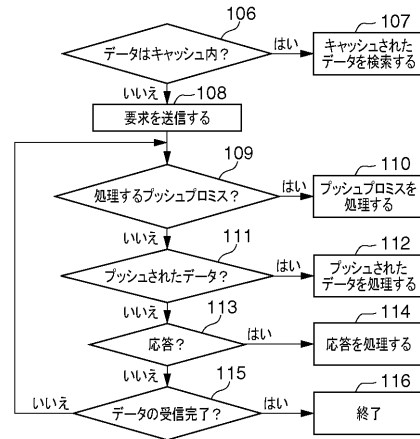 106
データはキャッシュ内?
はい
107
キャッシュされた
データを検索する
いいえ
108
要求を送信する
109
処理するプッシュプロミス?
はい
110
プッシュプロミスを
処理する
いいえ
111
プッシュされたデータ?
はい
112
プッシュされた
データを処理する
いいえ
113
応答?
はい
114
応答を処理する
いいえ
115
いいえ
データの受信完了?
はい
116
終了